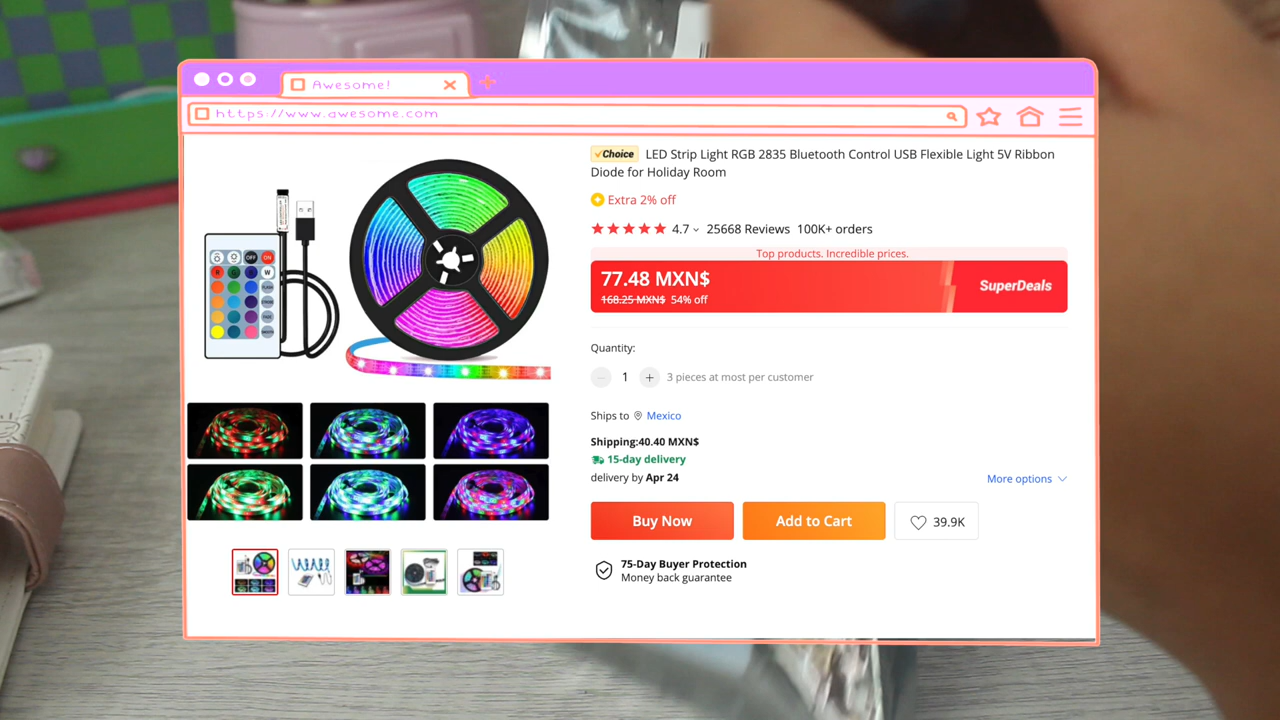 Awesome!
https://www.awesome.com
Choice LED Strip Light RGB 2835 Bluetooth Control USB Flexible Light 5V Ribbon
Diode for Holiday Room
Extra 2% off
4.7 25668 Reviews 100K+ orders
Top products. Incredible prices.
77.48 MXN$
168.25 MXN$ 54% off
SuperDeals
Quantity:
1 + 3 pieces at most per customer
Ships to Mexico
Shipping:40.40 MXN$
15-day delivery
delivery by Apr 24
More options
Buy Now
Add to Cart
39.9K
75-Day Buyer Protection
Money back guarantee
OFF ON
R G B W